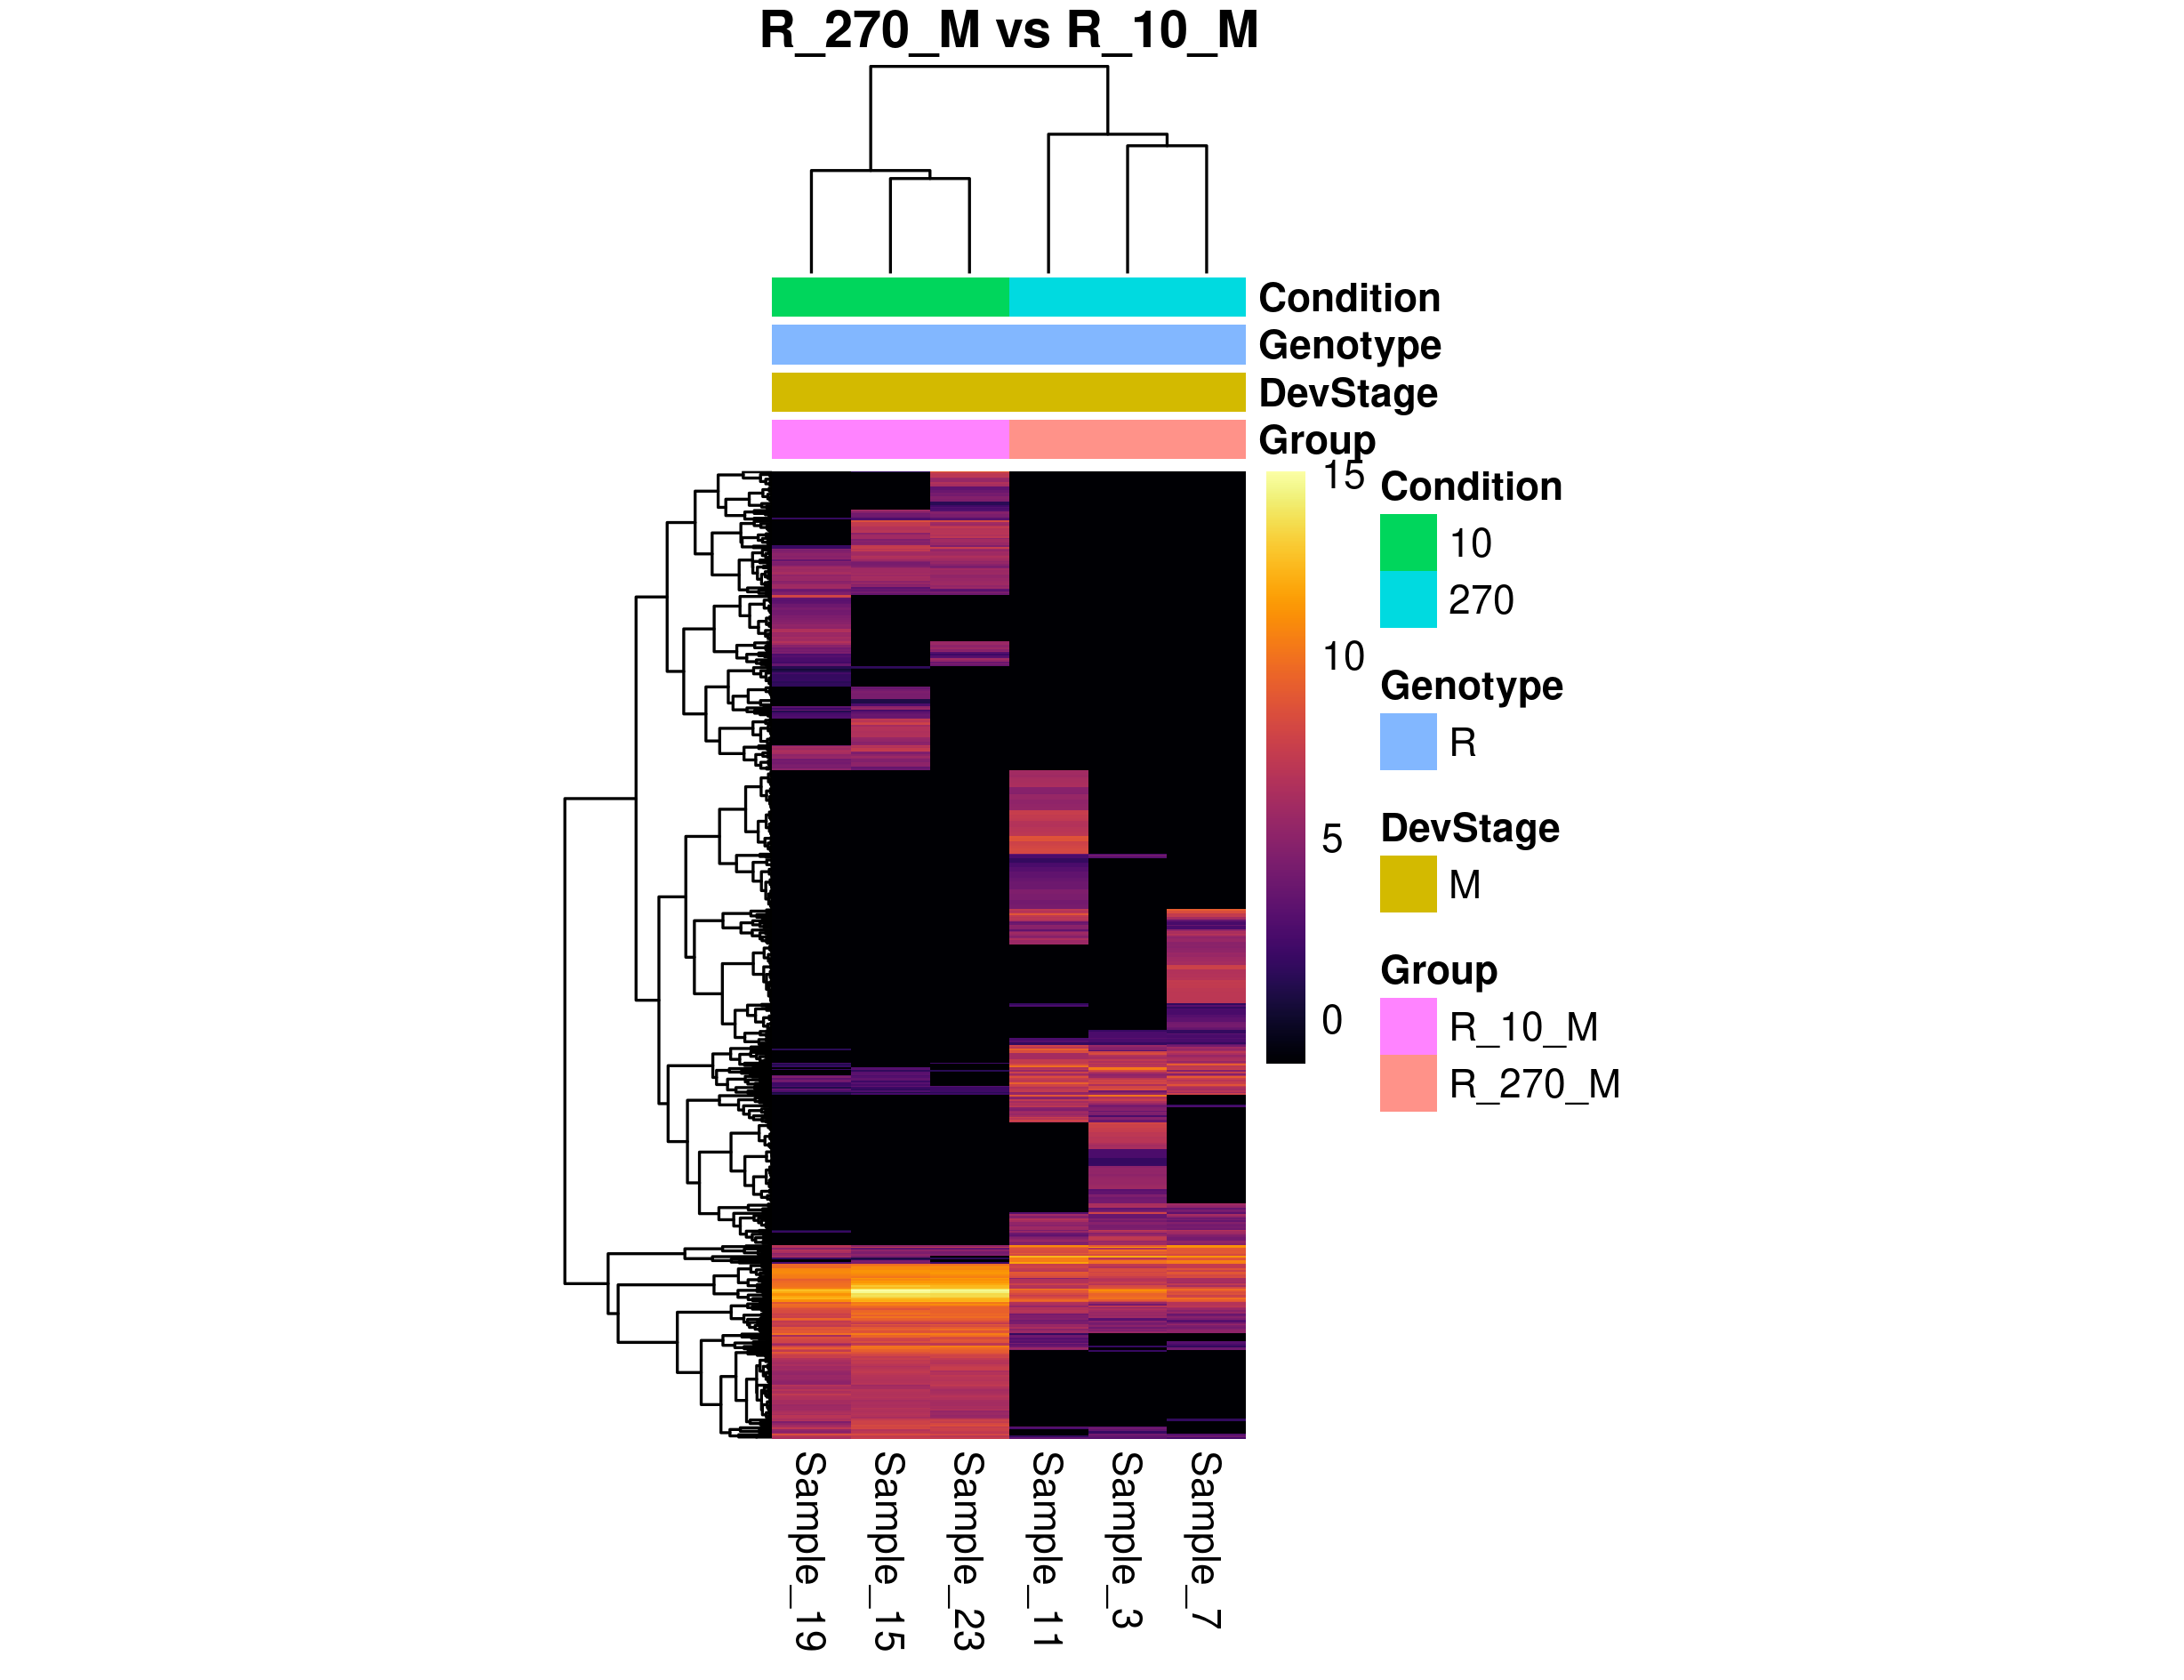 R_270_M vs R_10_M
Condition
Genotype
DevStage
Group
15
10
5
0
Condition
10
270
Genotype
R
DevStage
M
Group
R_10_M
R_270_M
Sample_19
Sample_15
Sample_23
Sample_11
Sample_3
Sample_7